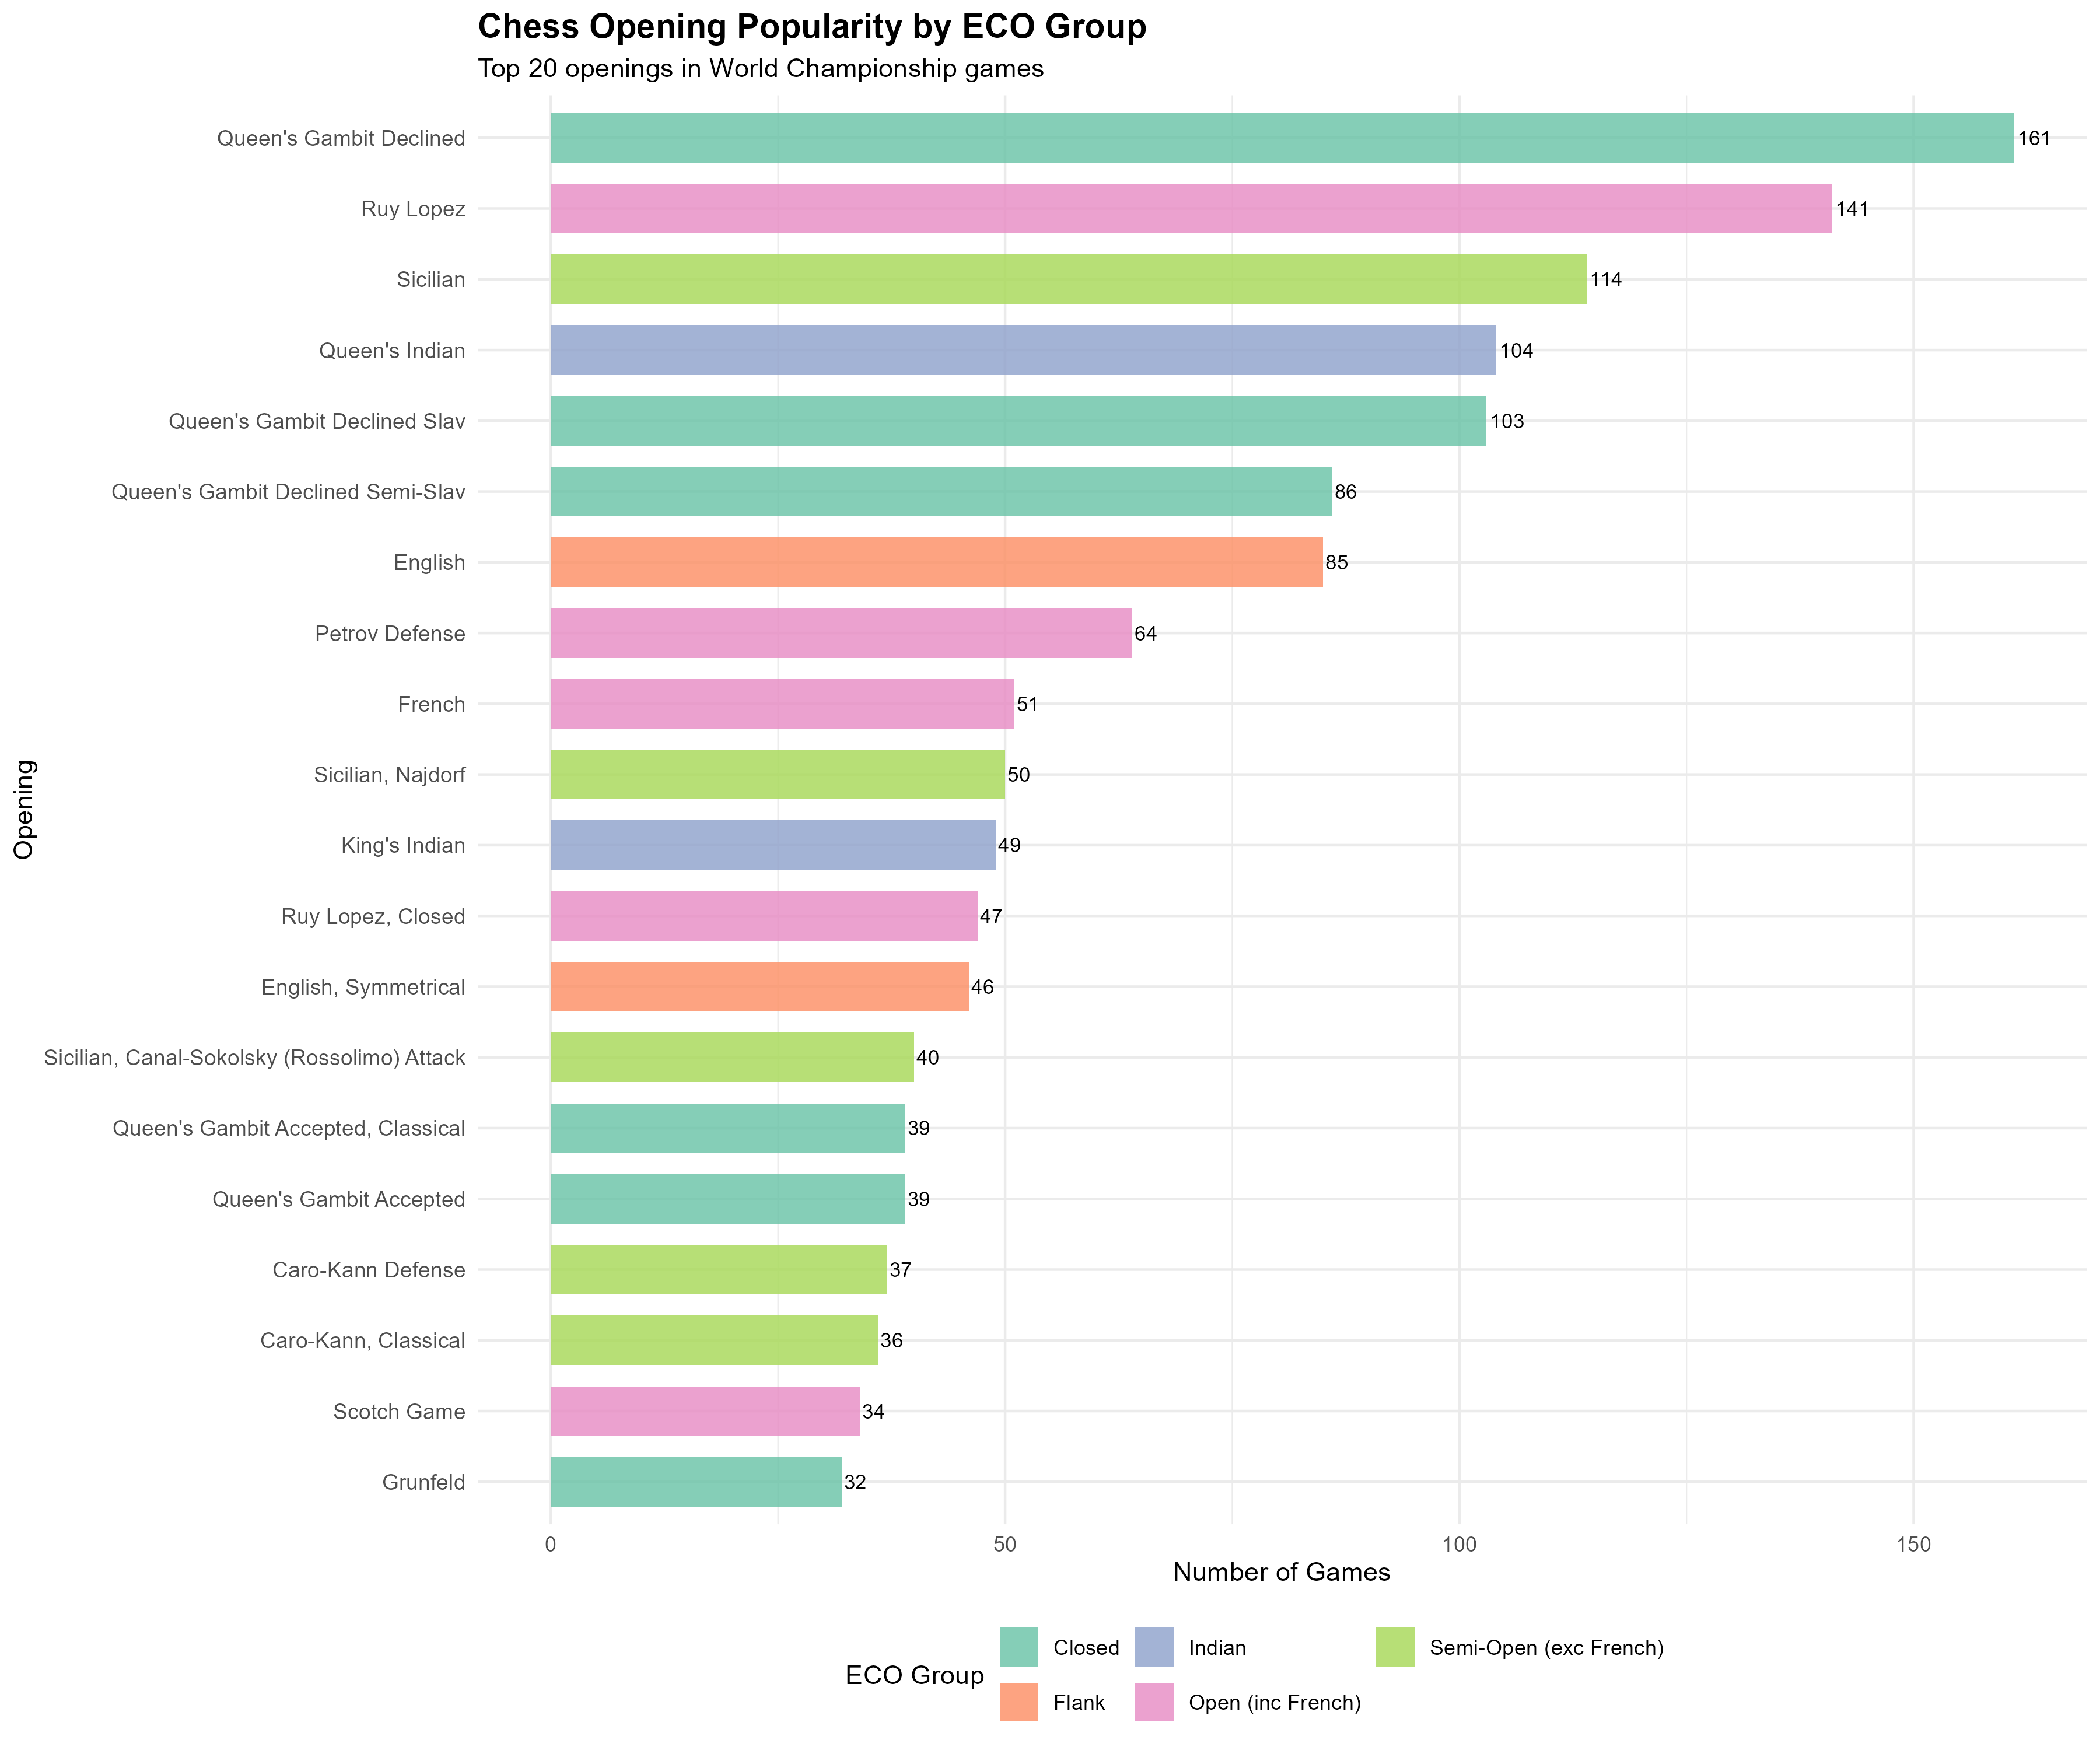 Chess Opening Popularity by ECO Group
Top 20 openings in World Championship games
Opening
Queen's Gambit Declined 161
Ruy Lopez 141
Sicilian 114
Queen's Indian 104
Queen's Gambit Declined Slav 103
Queen's Gambit Declined Semi-Slav 86
English 85
Petrov Defense 64
French 51
Sicilian, Najdorf 50
King's Indian 49
Ruy Lopez, Closed 47
English, Symmetrical 46
Sicilian, Canal-Sokolsky (Rossolimo) Attack 40
Queen's Gambit Accepted, Classical 39
Queen's Gambit Accepted 39
Caro-Kann Defense 37
Caro-Kann, Classical 36
Scotch Game 34
Grunfeld 32
0 50 100 150
Number of Games
ECO Group
Closed Indian Semi-Open (exc French)
Flank Open (inc French)